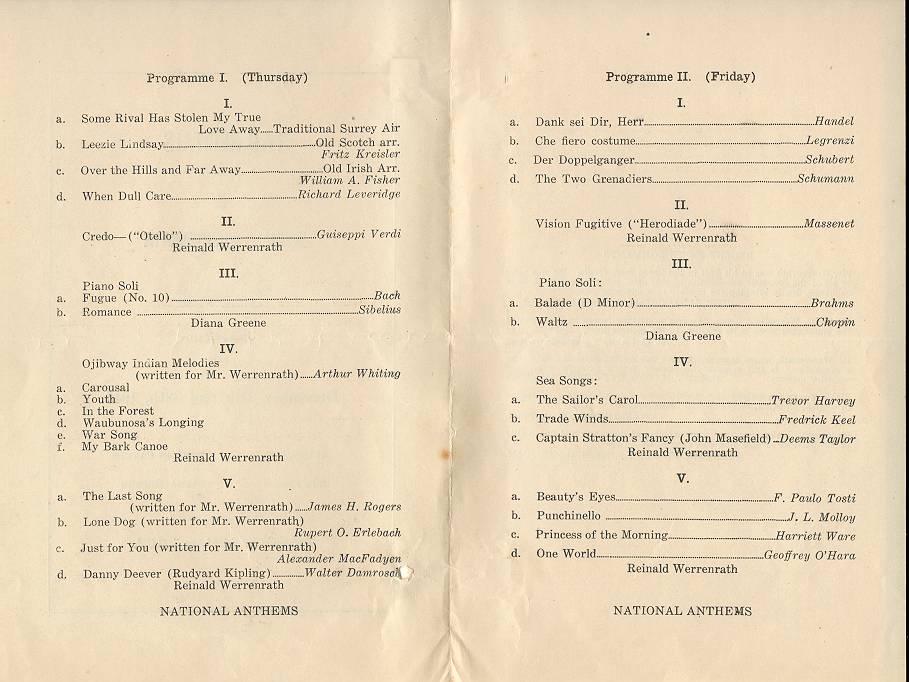 Programme I. (Thursday)
I.
a. Some Rival Has Stolen My True
Love Away.....Traditional Surrey Air
b. Leezie Lindsay.....Old Scotch arr.
Fritz Kreisler
c. Over the Hills and Far Away.....Old Irish Arr.
William A. Fisher
d. When Dull Care.....Richard Leveridge
II.
Credo—("Otello") .....Guiseppi Verdi
Reinald Werrenrath
III.
Piano Soli
a. Fugue (No. 10).....Bach
b. Romance .....Sibelius
Diana Greene
IV.
Ojibway Indian Melodies
(written for Mr. Werrenrath).....Arthur Whiting
a. Carousal
b. Youth
c. In the Forest
d. Waubunosa's Longing
e. War Song
f. My Bark Canoe
Reinald Werrenrath
V.
a. The Last Song
(written for Mr. Werrenrath).....James H. Rogers
b. Lone Dog (written for Mr. Werrenrath)
Rupert O. Erlebach
c. Just for You (written for Mr. Werrenrath)
Alexander MacFadyen
d. Danny Deever (Rudyard Kipling).....Walter Damrosch
Reinald Werrenrath
NATIONAL ANTHEMS
Programme II. (Friday)
I.
a. Dank sei Dir, Herr.....Handel
b. Che fiero costume.....Legrenzi
c. Der Doppelganger.....Schubert
d. The Two Grenadiers.....Schumann
II.
Vision Fugitive ("Herodiade").....Massenet
Reinald Werrenrath
III.
Piano Soli:
a. Balade (D Minor).....Brahms
b. Waltz .....Chopin
Diana Greene
IV.
Sea Songs:
a. The Sailor's Carol.....Trevor Harvey
b. Trade Winds.....Fredrick Keel
c. Captain Stratton's Fancy (John Masefield)...Deems Taylor
Reinald Werrenrath
V.
a. Beauty's Eyes.....F. Paulo Tosti
b. Punchinello .....J. L. Molloy
c. Princess of the Morning.....Harriett Ware
d. One World.....Geoffrey O'Hara
Reinald Werrenrath
NATIONAL ANTHEMS